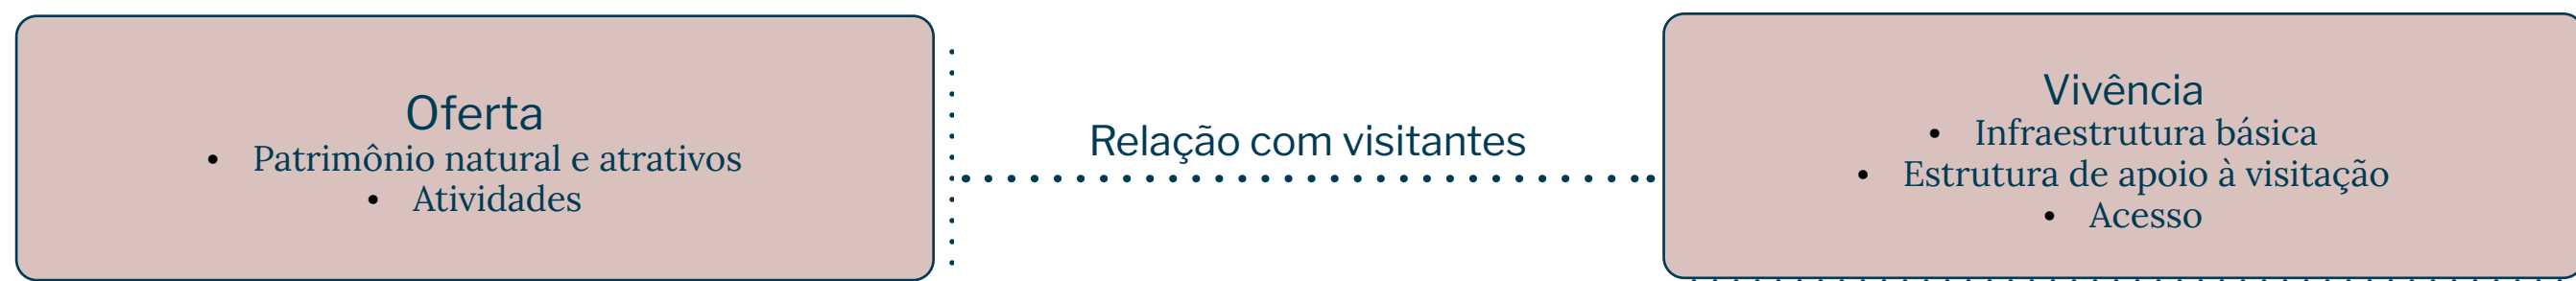 Oferta
• Patrimônio natural e atrativos
• Atividades
Relação com visitantes
Vivência
• Infraestrutura básica
• Estrutura de apoio à visitação
• Acesso